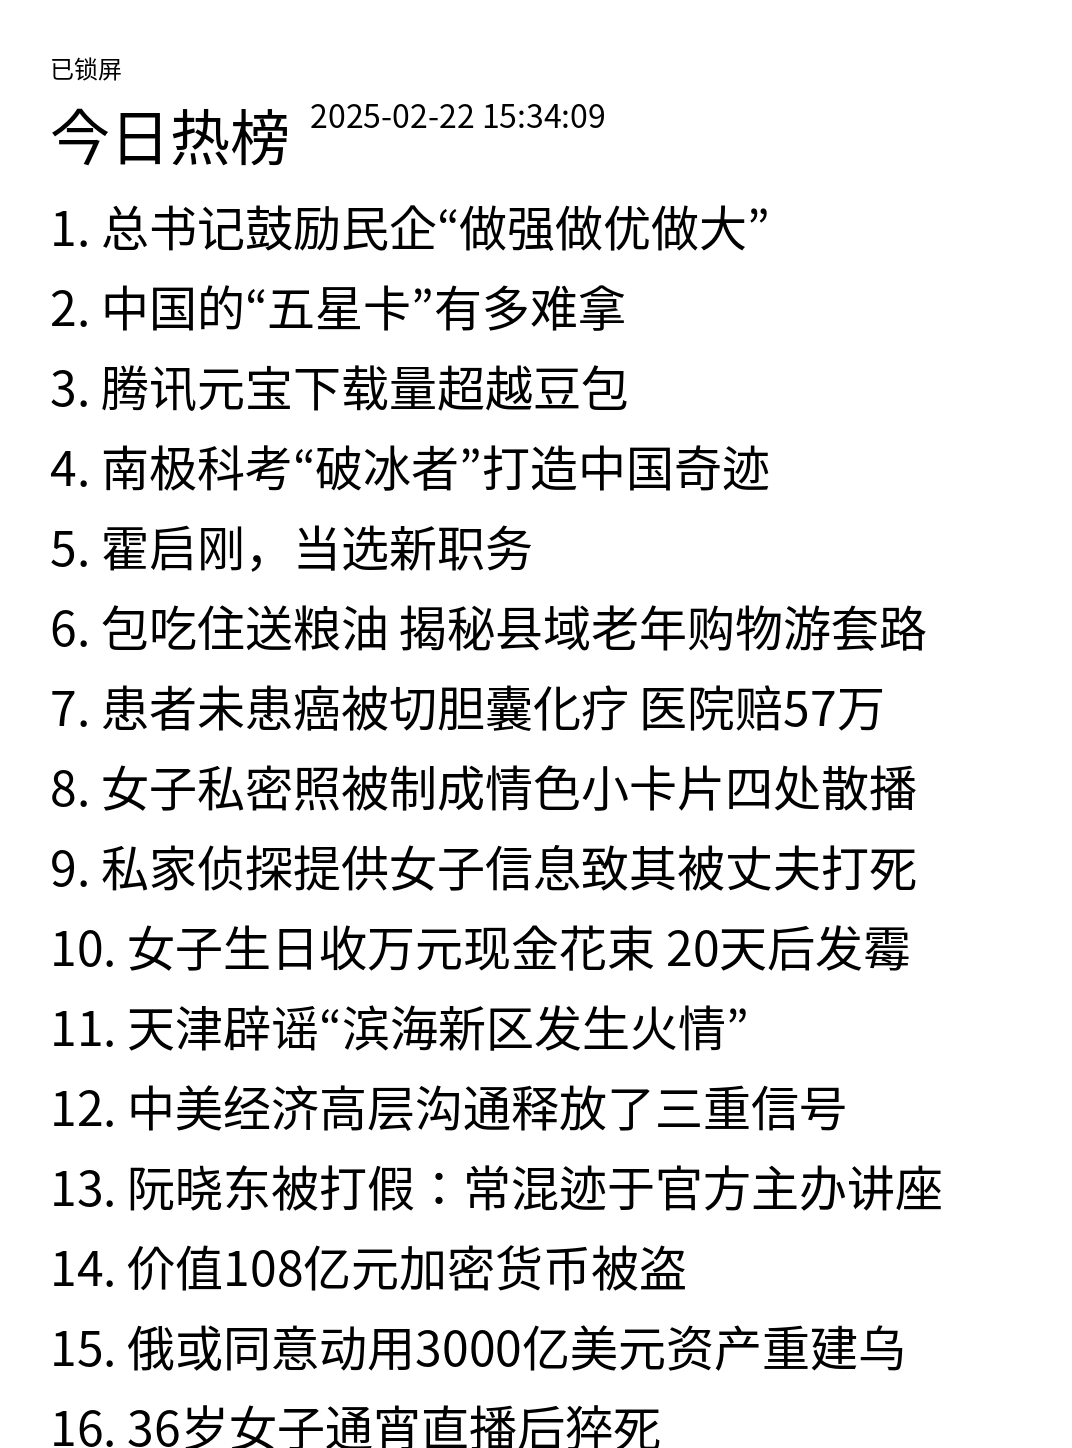 已锁屏
今日热榜 2025-02-22 15:34:09
1. 总书记鼓励民企“做强做优做大”
2. 中国的“五星卡”有多难拿
3. 腾讯元宝下载量超越豆包
4. 南极科考“破冰者”打造中国奇迹
5. 霍启刚，当选新职务
6. 包吃住送粮油 揭秘县域老年购物游套路
7. 患者未患癌被切胆囊化疗 医院赔57万
8. 女子私密照被制成情色小卡片四处散播
9. 私家侦探提供女子信息致其被丈夫打死
10. 女子生日收万元现金花束 20天后发霉
11. 天津辟谣“滨海新区发生火情”
12. 中美经济高层沟通释放了三重信号
13. 阮晓东被打假：常混迹于官方主办讲座
14. 价值108亿元加密货币被盗
15. 俄或同意动用3000亿美元资产重建乌
16. 36岁女子通宵直播后猝死